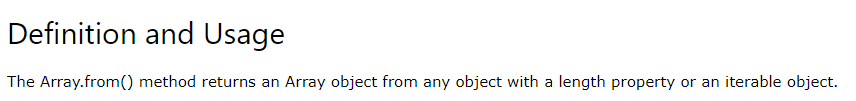 Definition and Usage
The Array.from() method returns an Array object from any object with a length property or an iterable object.